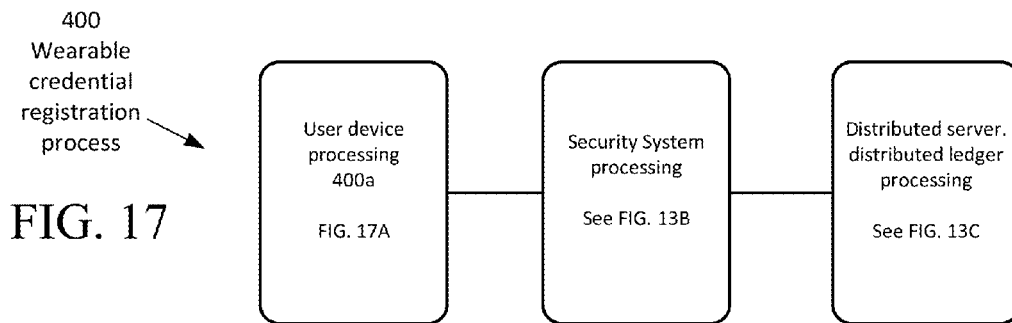 400
Wearable
credential
registration
process
FIG. 17
User device
processing
400a
FIG. 17A
Security System
processing
See FIG. 13B
Distributed server.
distributed ledger
processing
See FIG. 13C